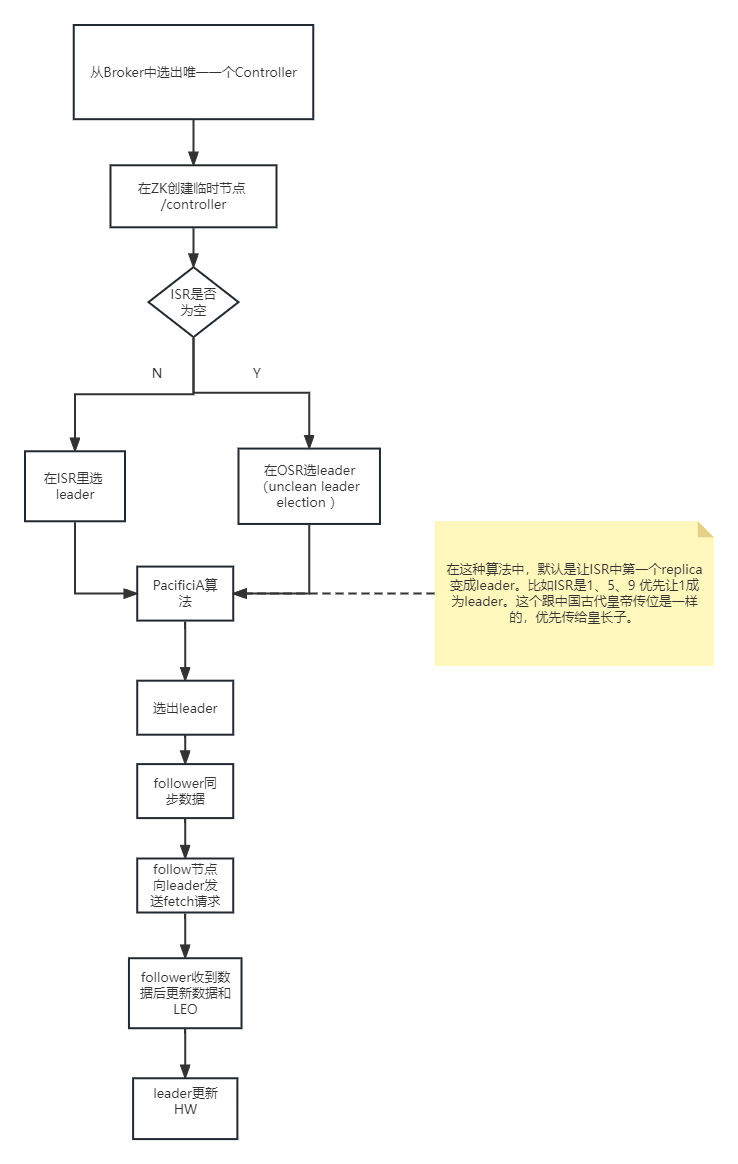 从Broker中选出唯一一个Controller
在ZK创建临时节点
/controller
ISR是否
为空
N
Y
在ISR里选
leader
在OSR选leader
（unclean leader
election ）
PacificiA算
法
在这种算法中，默认是让ISR中第一个replica
变成leader。比如ISR是1、5、9 优先让1成
为leader。这个跟中国古代皇帝传位是一样
的，优先传给皇长子。
选出leader
follower同
步数据
follow节点
向leader发
送fetch请求
follower收到数
据后更新数据和
LEO
leader更新
HW